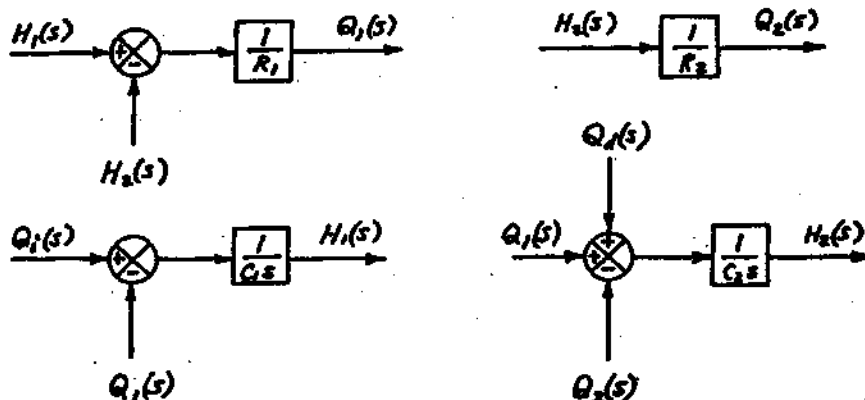 H₁(s)
+
-
1/R₁
Q₁(s)
H₂(s)
H₂(s)
1/R₂
Q₂(s)
Qᵢ(s)
+
-
1/C₁s
H₁(s)
Q₁(s)
Q_d(s)
Q₁(s)
+
+
-
1/C₂s
H₂(s)
Q₂(s)